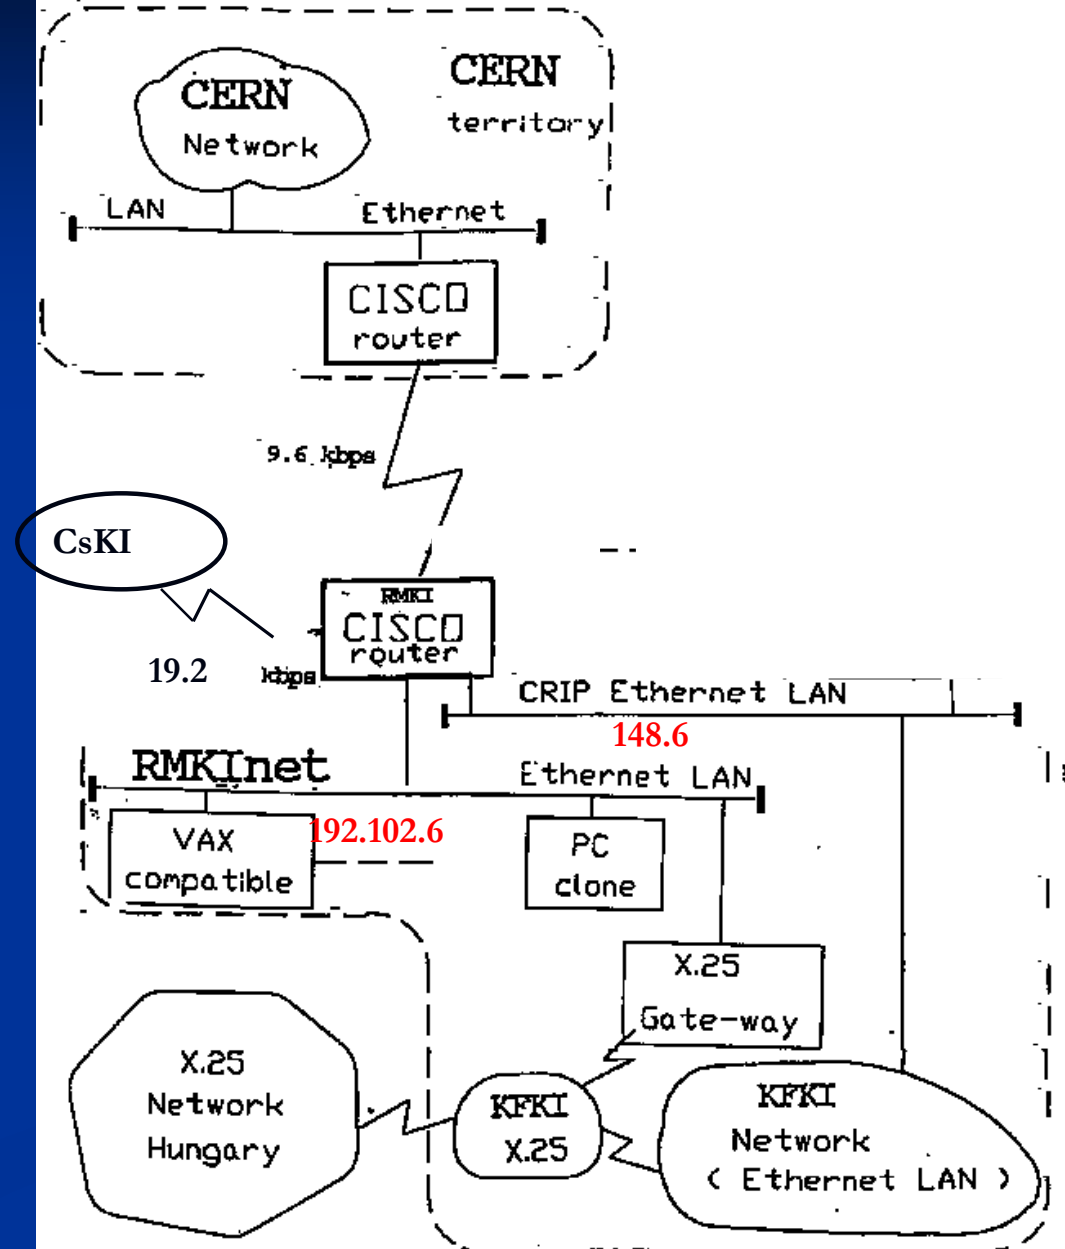 CERN
Network
CERN
territory
LAN
Ethernet
CISCO
router
9.6 kbps
CsKI
RMKI
CISCO
router
19.2 kbps
CRIP Ethernet LAN
148.6
RMKInet
Ethernet LAN
VAX
compatible
192.102.6
PC
clone
X.25
Gate-way
X.25
Network
Hungary
KFKI
X.25
KFKI
Network
( Ethernet LAN )